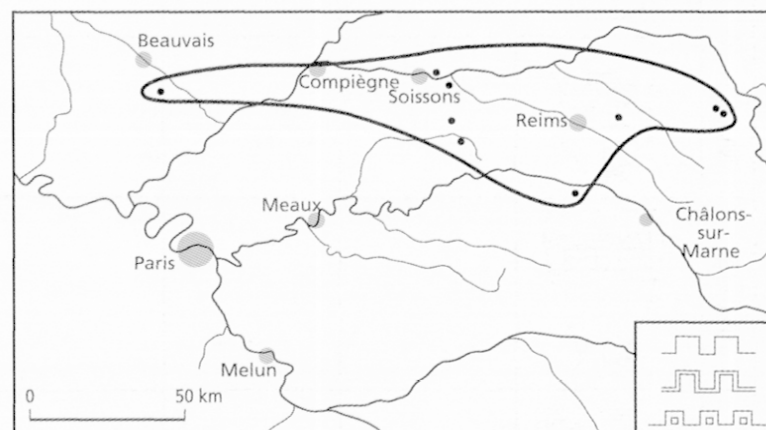 Beauvais
Compiègne
Soissons
Reims
Meaux
Châlons-
sur-
Marne
Paris
Melun
0 50 km